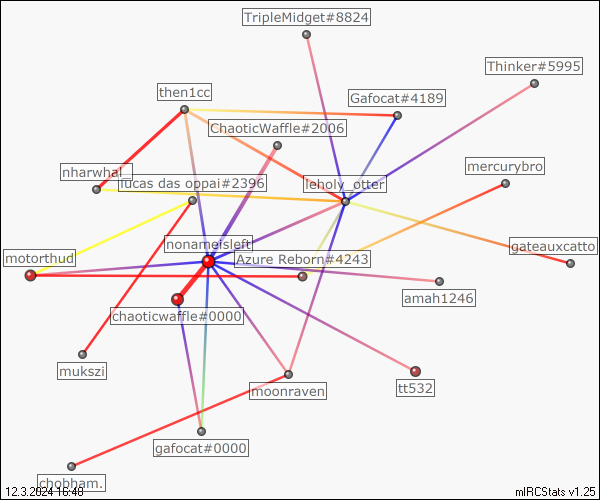 TripleMidget#8824
Thinker#5995
then1cc
Gafocat#4189
ChaoticWaffle#2006
mercurybro
nharwhal_
lucas das oppai#2396
leholy_otter
nonameisleft
gateauxcatto
motorthud
Azure Reborn#4243
amah1246
chaoticwaffle#0000
mukszi
moonraven
tt532
gafocat#0000
chobham.
12.3.2024 16:48
mIRCStats v1.25